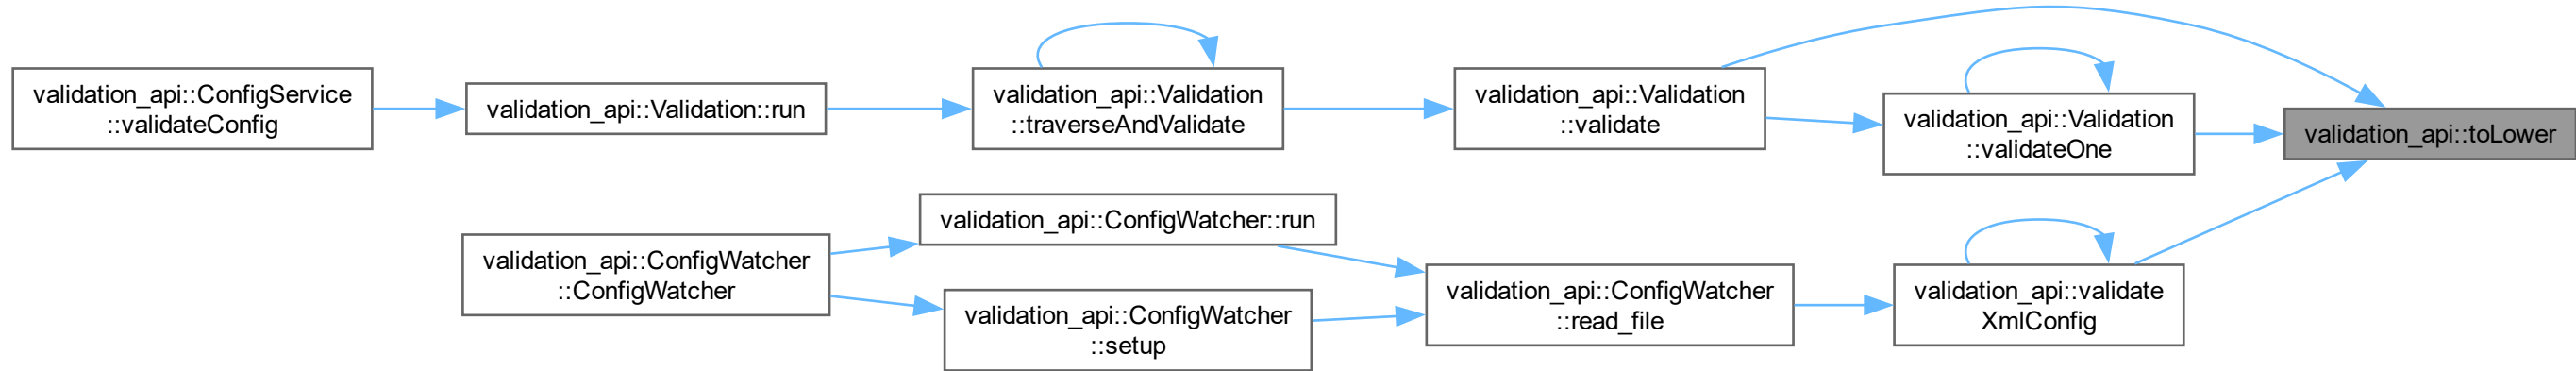 validation_api::ConfigService
::validateConfig
validation_api::Validation::run
validation_api::Validation
::traverseAndValidate
validation_api::Validation
::validate
validation_api::Validation
::validateOne
validation_api::toLower
validation_api::ConfigWatcher
::ConfigWatcher
validation_api::ConfigWatcher::run
validation_api::ConfigWatcher
::setup
validation_api::ConfigWatcher
::read_file
validation_api::validate
XmlConfig